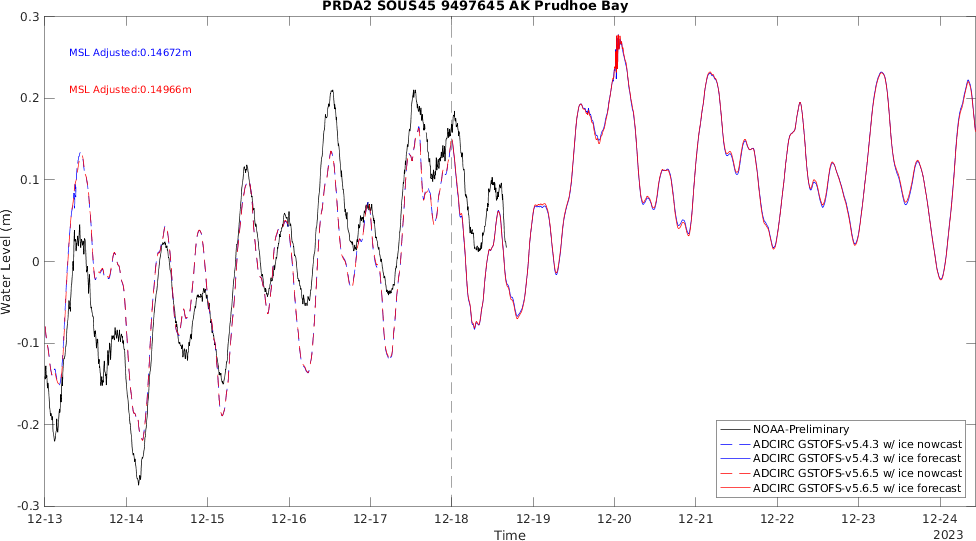 PRDA2 SOUS45 9497645 AK Prudhoe Bay
0.3
MSL Adjusted:0.14672m
MSL Adjusted:0.14966m
0.2
0.1
0
-0.1
-0.2
-0.3
Water Level (m)
NOAA-Preliminary
ADCIRC GSTOFS-v5.4.3 w/ ice nowcast
ADCIRC GSTOFS-v5.4.3 w/ ice forecast
ADCIRC GSTOFS-v5.6.5 w/ ice nowcast
ADCIRC GSTOFS-v5.6.5 w/ ice forecast
12-13 12-14 12-15 12-16 12-17 12-18 12-19 12-20 12-21 12-22 12-23 12-24
Time
2023